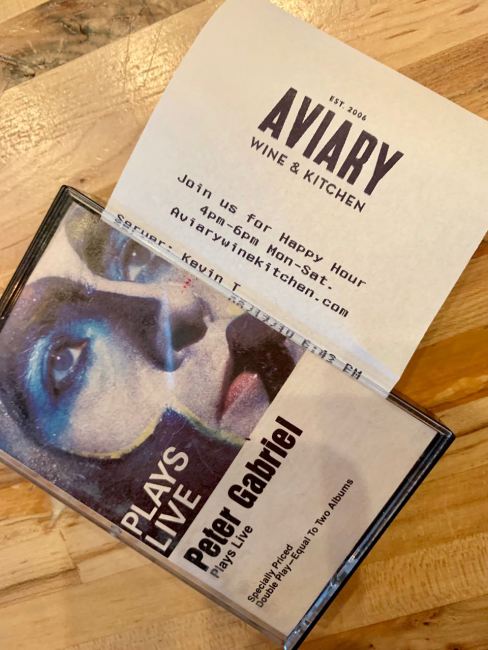 EST. 2006
AVIARY
WINE & KITCHEN
Join us for Happy Hour
4pm-6pm Mon-Sat.
Aviarywinekitchen.com
Server: Kevin T
PM
PLAYS
LIVE
Peter Gabriel
Plays Live
Specially Priced
Double Play—Equal To Two Albums